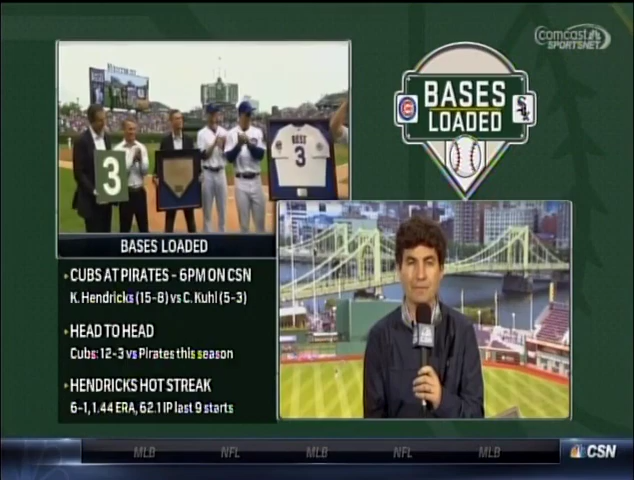 COMCAST
SPORTSNET
BASES
LOADED
3
ROSS
3
BASES LOADED
CUBS AT PIRATES - 6PM ON CSN
K. Hendricks (15-8) vs C. Kuhl (5-3)
HEAD TO HEAD
Cubs: 12-3 vs Pirates this season
HENDRICKS HOT STREAK
6-1, 1.44 ERA, 62.1 IP last 9 starts
MLB NFL MLB NFL MLB
CSN